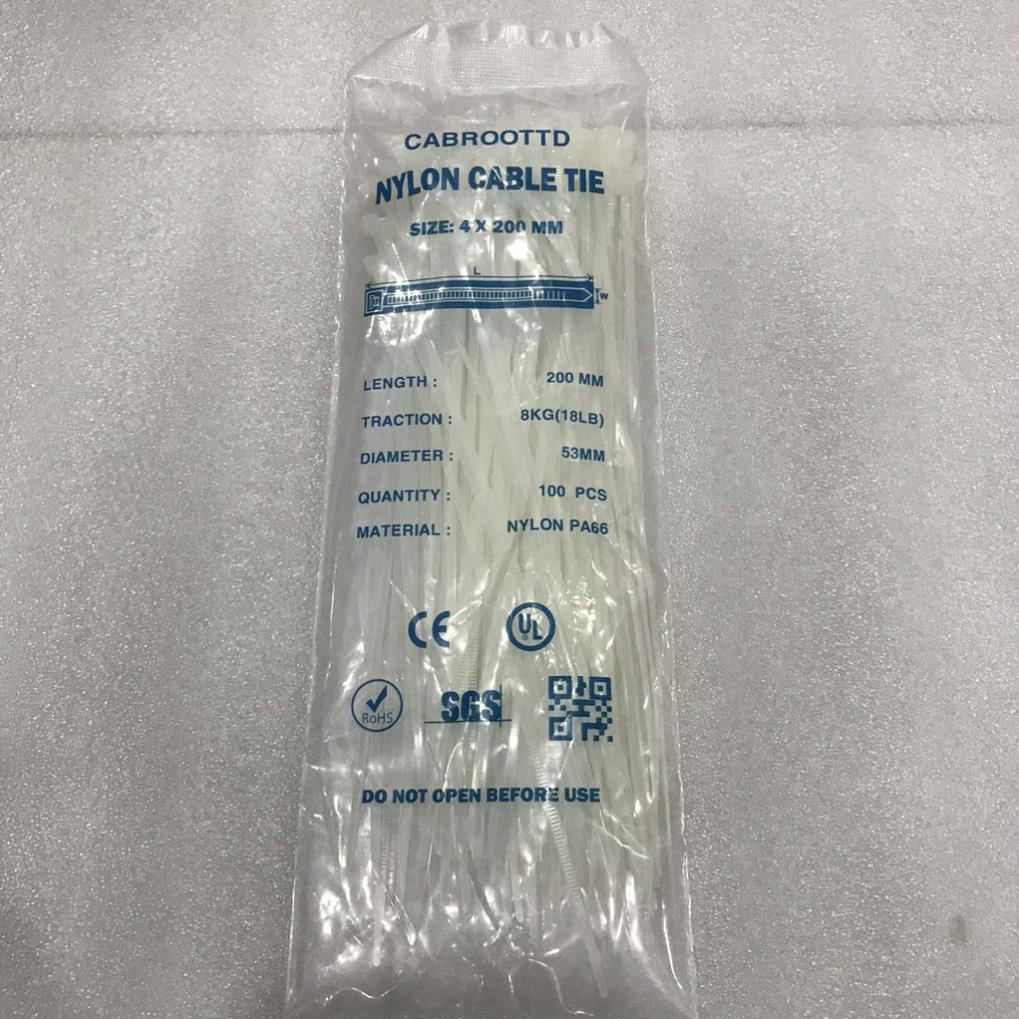 CABROOTTD
NYLON CABLE TIE
SIZE: 4 X 200 MM
L
W
LENGTH : 200 MM
TRACTION : 8KG(18LB)
DIAMETER : 53MM
QUANTITY : 100 PCS
MATERIAL : NYLON PA66
CE UL
RoHS SGS
DO NOT OPEN BEFORE USE